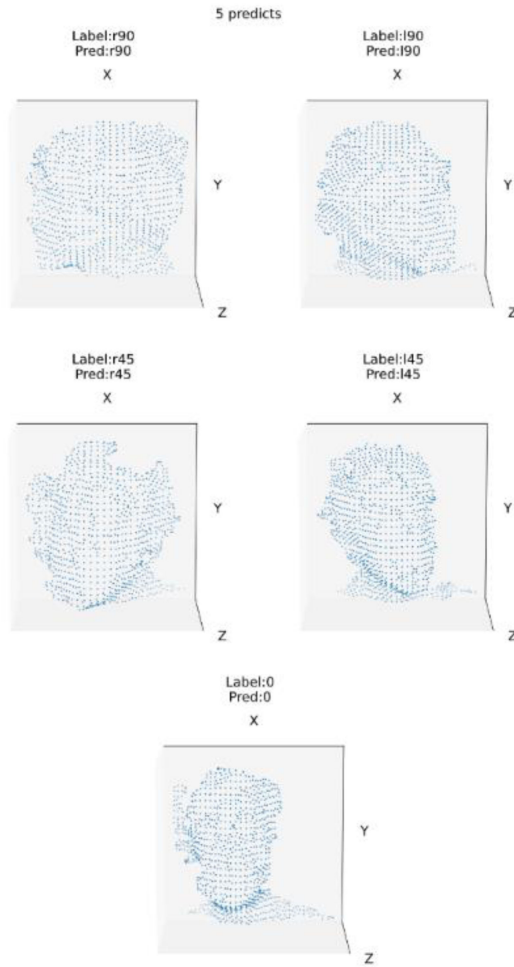 5 predicts
Label:r90
Pred:r90
X
Y
Z
Label:l90
Pred:l90
X
Y
Z
Label:r45
Pred:r45
X
Y
Z
Label:l45
Pred:l45
X
Y
Z
Label:0
Pred:0
X
Y
Z